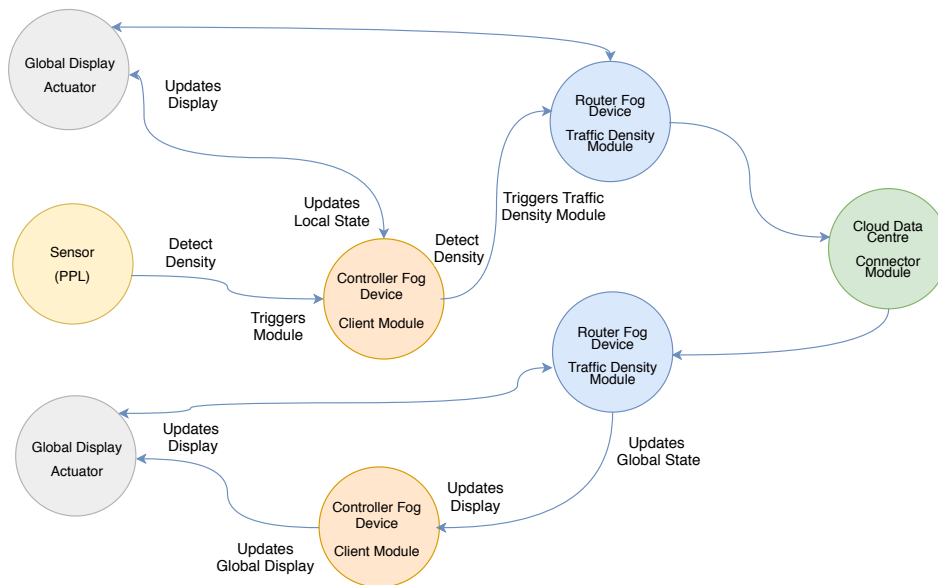 Global Display
Actuator
Updates
Display
Router Fog
Device
Traffic Density
Module
Updates
Local State
Triggers Traffic
Density Module
Sensor
(PPL)
Detect
Density
Triggers
Module
Controller Fog
Device
Client Module
Detect
Density
Cloud Data
Centre
Connector
Module
Router Fog
Device
Traffic Density
Module
Global Display
Actuator
Updates
Display
Updates
Global State
Updates
Display
Controller Fog
Device
Client Module
Updates
Global Display